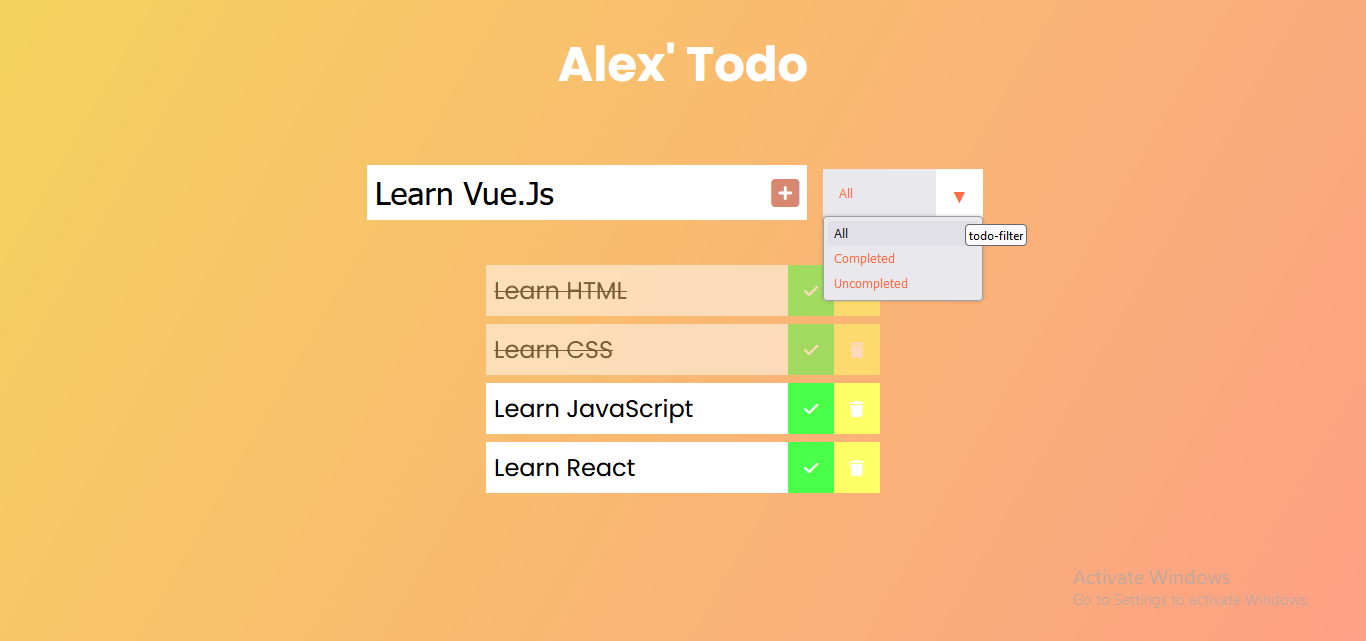 Alex' Todo
Learn Vue.Js
All
All
todo-filter
Completed
Uncompleted
Learn HTML
Learn CSS
Learn JavaScript
Learn React
Activate Windows
Go to Settings to activate Windows.